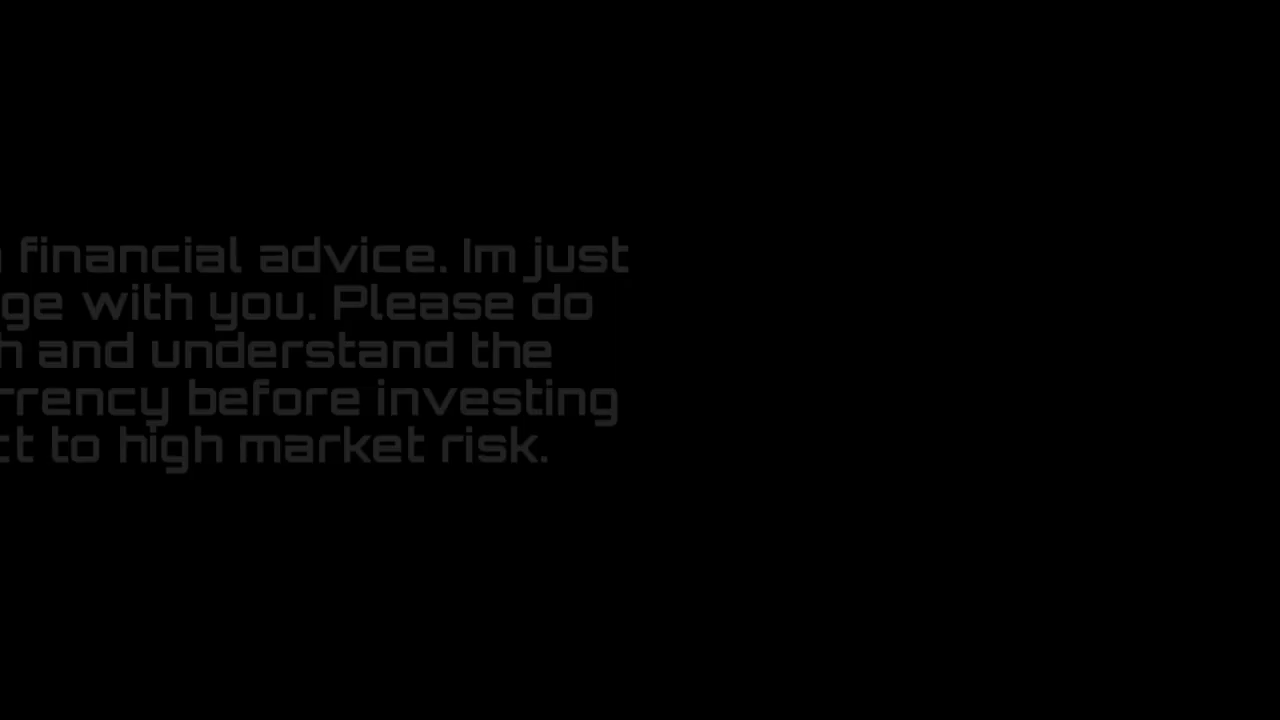 financial advice. Im just
ge with you. Please do
h and understand the
rrency before investing
ct to high market risk.